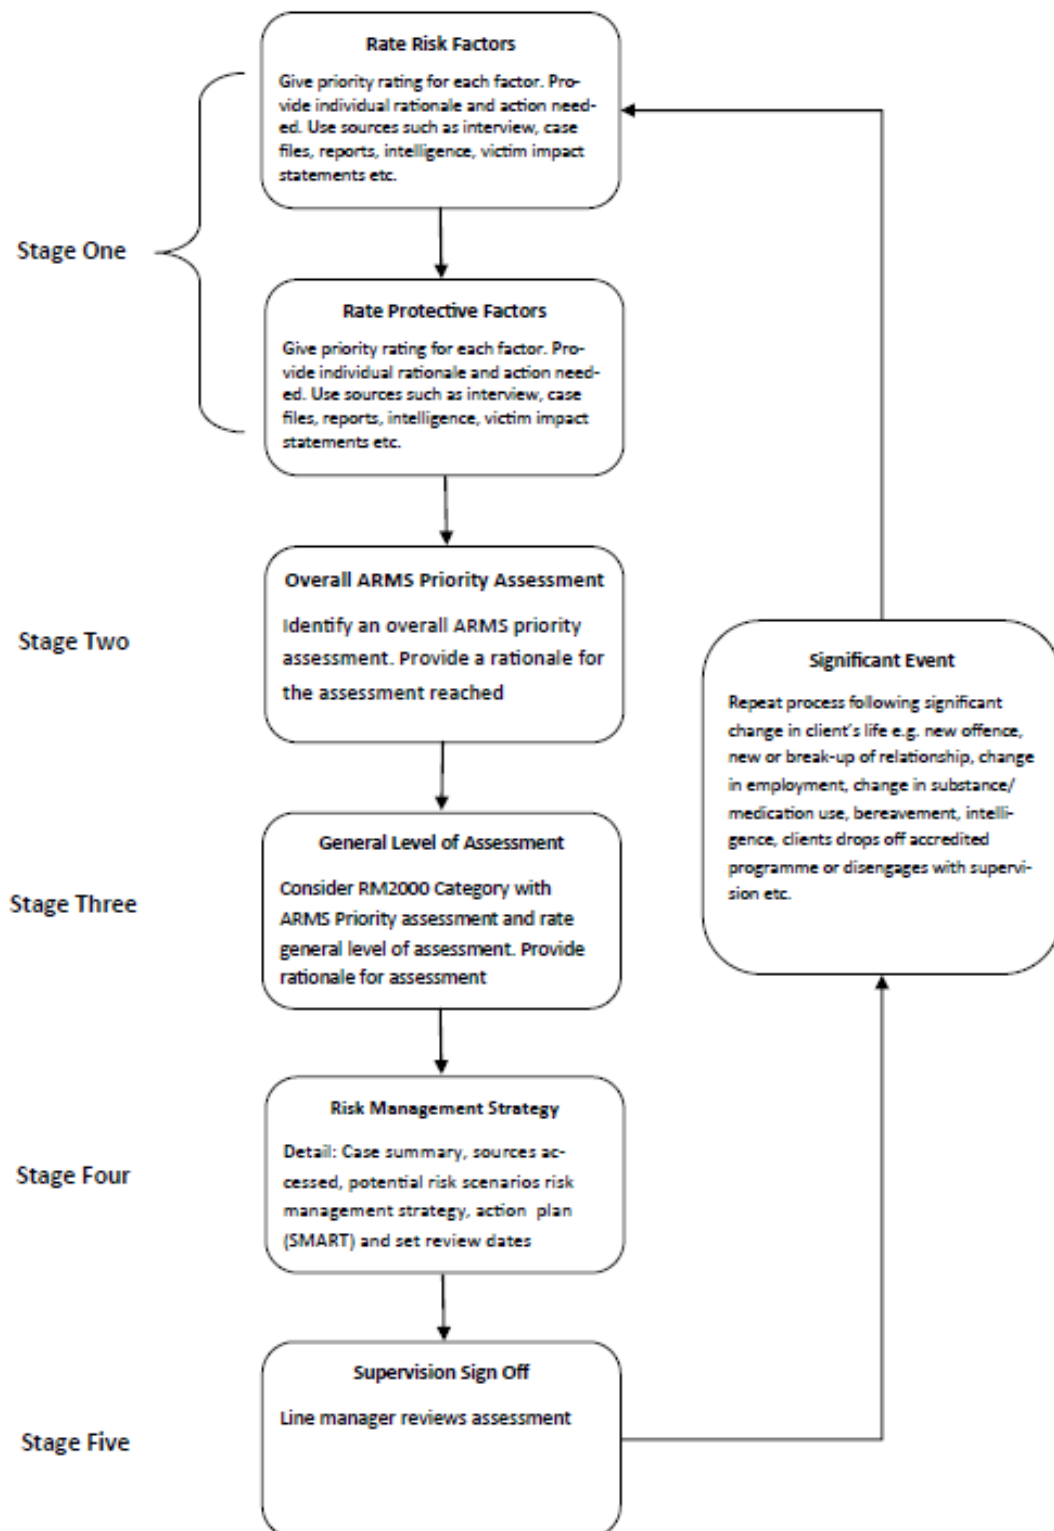 Rate Risk Factors
Give priority rating for each factor. Pro-
vide individual rationale and action need-
ed. Use sources such as interview, case
files, reports, intelligence, victim impact
statements etc.
Stage One
Rate Protective Factors
Give priority rating for each factor. Pro-
vide individual rationale and action need-
ed. Use sources such as interview, case
files, reports, intelligence, victim impact
statements etc.
Stage Two
Overall ARMS Priority Assessment
Identify an overall ARMS priority
assessment. Provide a rationale for
the assessment reached
Significant Event
Repeat process following significant
change in client's life e.g. new offence,
new or break-up of relationship, change
in employment, change in substance/
medication use, bereavement, intelli-
gence, clients drops off accredited
programme or disengages with supervi-
sion etc.
Stage Three
General Level of Assessment
Consider RM2000 Category with
ARMS Priority assessment and rate
general level of assessment. Provide
rationale for assessment
Stage Four
Risk Management Strategy
Detail: Case summary, sources ac-
cessed, potential risk scenarios risk
management strategy, action plan
(SMART) and set review dates
Stage Five
Supervision Sign Off
Line manager reviews assessment